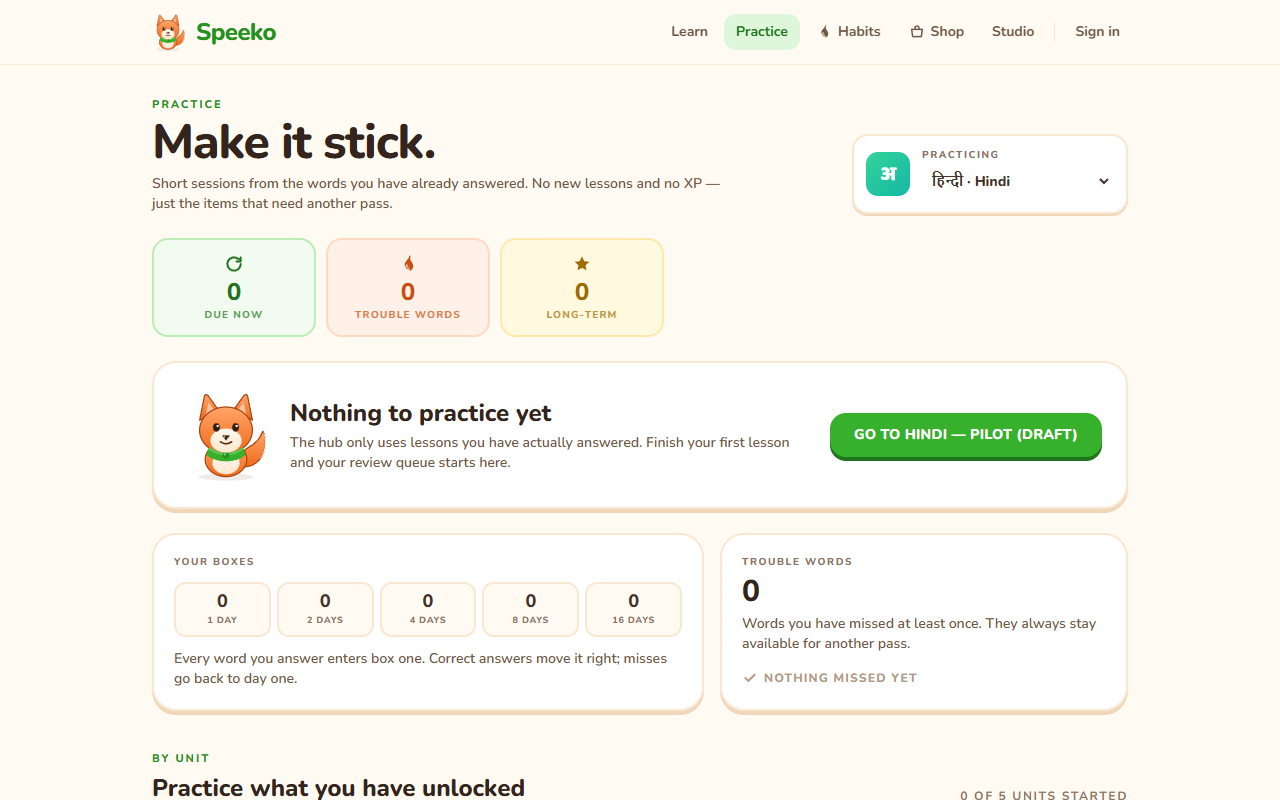 Speeko
Learn
Practice
Habits
Shop
Studio
Sign in
PRACTICE
Make it stick.
Short sessions from the words you have already answered. No new lessons and no XP —
just the items that need another pass.
अ
PRACTICING
हिन्दी · Hindi
0
DUE NOW
0
TROUBLE WORDS
0
LONG-TERM
Nothing to practice yet
The hub only uses lessons you have actually answered. Finish your first lesson
and your review queue starts here.
GO TO HINDI — PILOT (DRAFT)
YOUR BOXES
0
1 DAY
0
2 DAYS
0
4 DAYS
0
8 DAYS
0
16 DAYS
Every word you answer enters box one. Correct answers move it right; misses
go back to day one.
TROUBLE WORDS
0
Words you have missed at least once. They always stay
available for another pass.
NOTHING MISSED YET
BY UNIT
Practice what you have unlocked
0 OF 5 UNITS STARTED